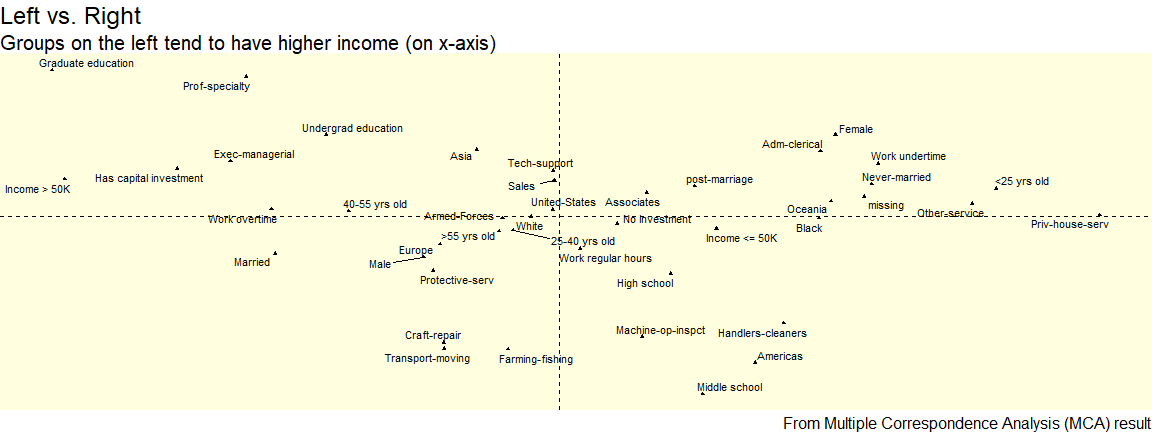 Left vs. Right
Groups on the left tend to have higher income (on x-axis)
Graduate education
Prof-specialty
Undergrad education
Female
Adm-clerical
Exec-managerial
Asia
Tech-support
Work undertime
Has capital investment
Income > 50K
Sales
post-marriage
Never-married
<25 yrs old
40-55 yrs old
United-States
Associates
missing
Work overtime
Armed-Forces
White
No investment
Oceania
Other-service
Priv-house-serv
Black
>55 yrs old
25-40 yrs old
Income <= 50K
Europe
Married
Male
Work regular hours
Protective-serv
High school
Craft-repair
Machine-op-inspct
Handlers-cleaners
Transport-moving
Farming-fishing
Americas
Middle school
From Multiple Correspondence Analysis (MCA) result